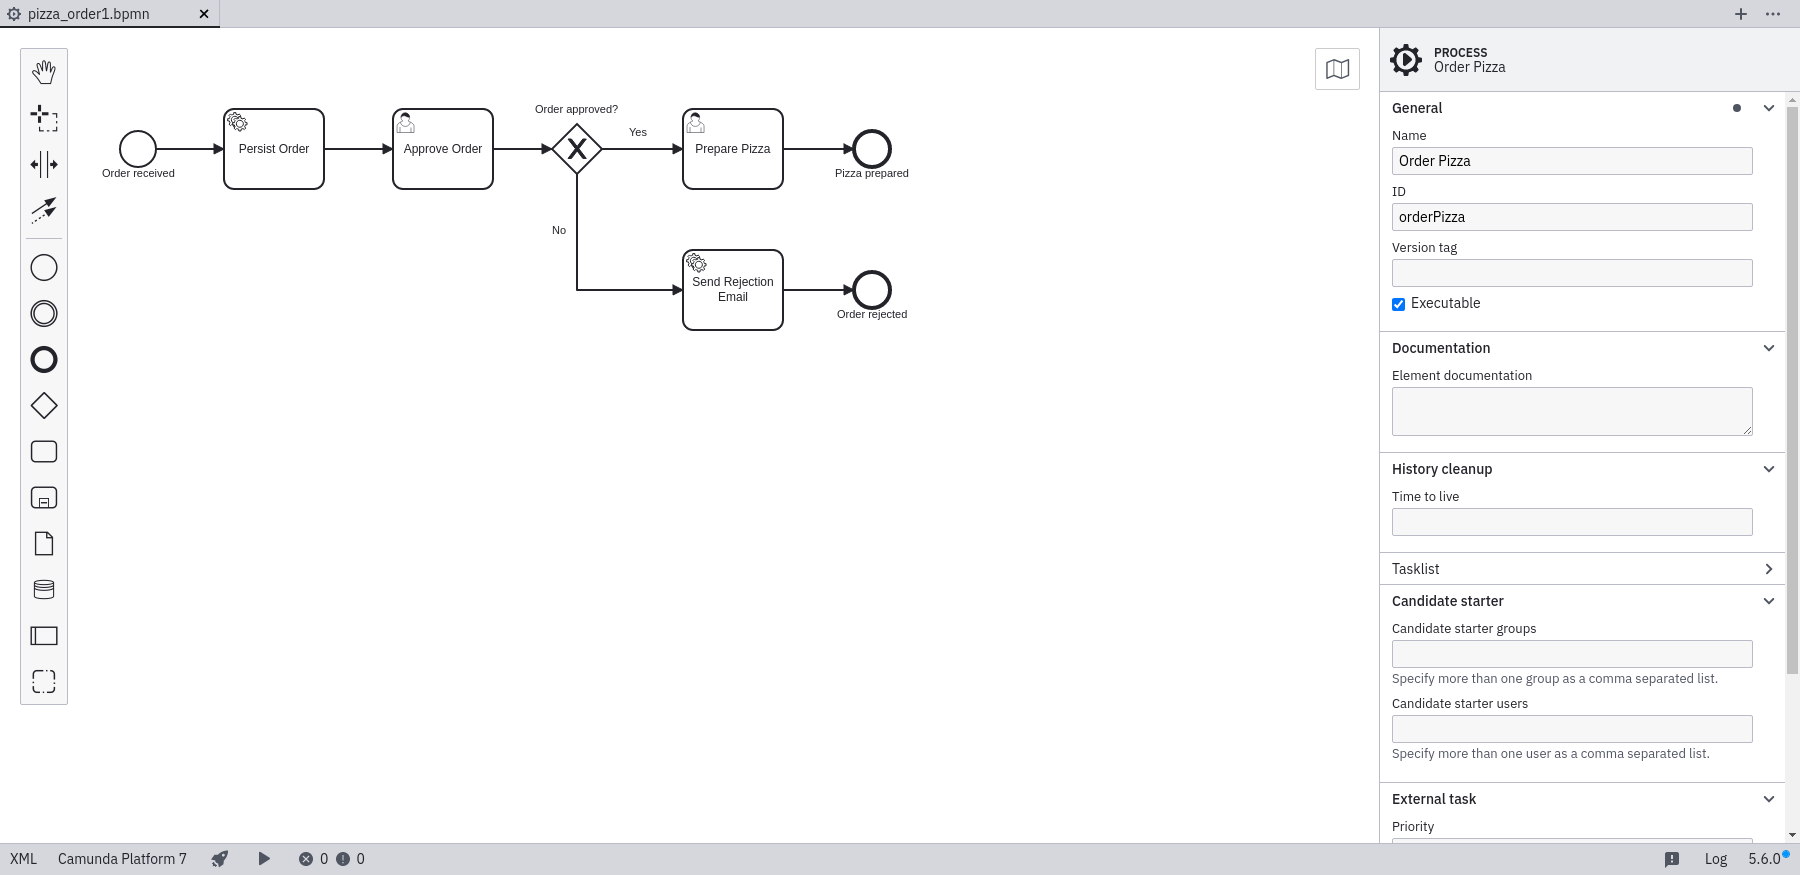 pizza_order1.bpmn
PROCESS
Order Pizza
Order approved?
Yes
Persist Order
Approve Order
Prepare Pizza
Order received
Pizza prepared
No
Send Rejection
Email
Order rejected
General
Name
Order Pizza
ID
orderPizza
Version tag
Executable
Documentation
Element documentation
History cleanup
Time to live
Tasklist
Candidate starter
Candidate starter groups
Specify more than one group as a comma separated list.
Candidate starter users
Specify more than one user as a comma separated list.
External task
Priority
XML Camunda Platform 7 0 0 Log 5.6.0